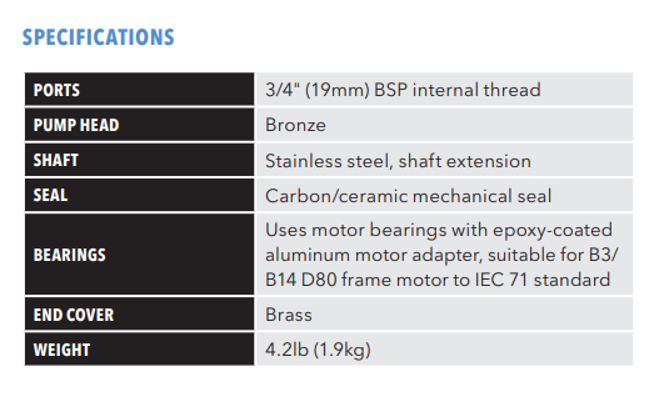 SPECIFICATIONS
PORTS 3/4" (19mm) BSP internal thread
PUMP HEAD Bronze
SHAFT Stainless steel, shaft extension
SEAL Carbon/ceramic mechanical seal
BEARINGS Uses motor bearings with epoxy-coated
aluminum motor adapter, suitable for B3/
B14 D80 frame motor to IEC 71 standard
END COVER Brass
WEIGHT 4.2lb (1.9kg)